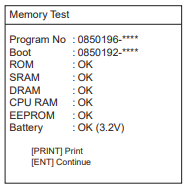 Memory Test
Program No : 0850196-****
Boot : 0850192-****
ROM : OK
SRAM : OK
DRAM : OK
CPU RAM : OK
EEPROM : OK
Battery : OK (3.2V)
[PRINT] Print
[ENT] Continue